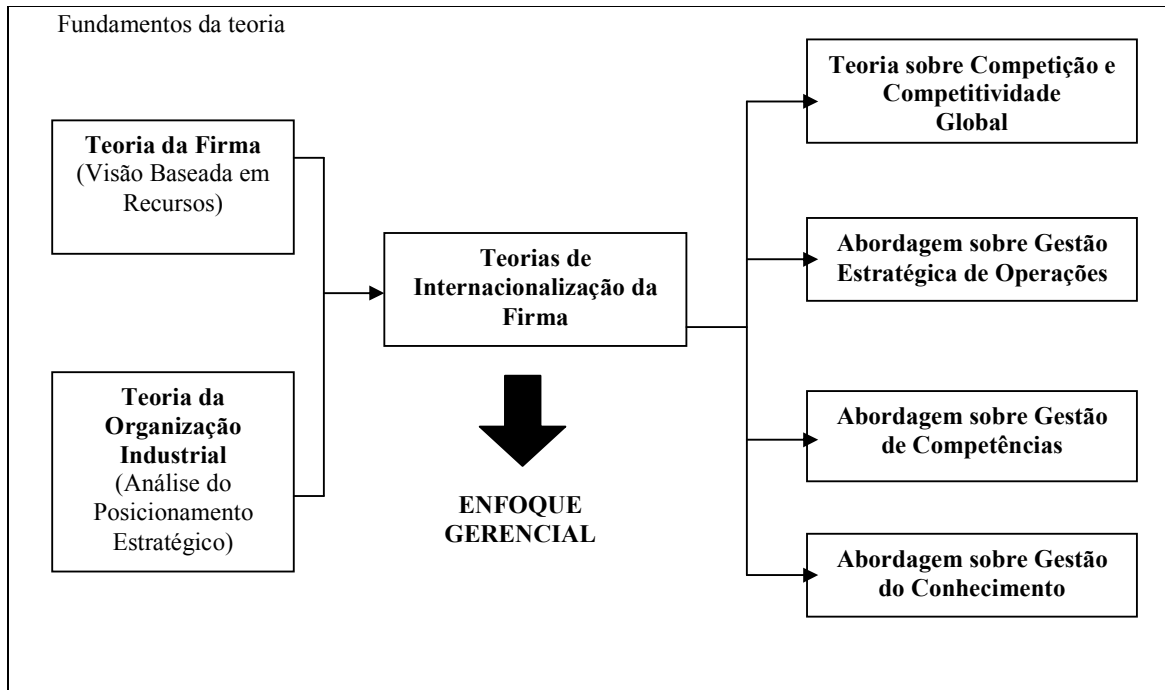 Fundamentos da teoria
Teoria da Firma
(Visão Baseada em
Recursos)
Teoria da
Organização
Industrial
(Análise do
Posicionamento
Estratégico)
Teorias de
Internacionalização da
Firma
ENFOQUE
GERENCIAL
Teoria sobre Competição e
Competitividade
Global
Abordagem sobre Gestão
Estratégica de Operações
Abordagem sobre Gestão
de Competências
Abordagem sobre Gestão
do Conhecimento